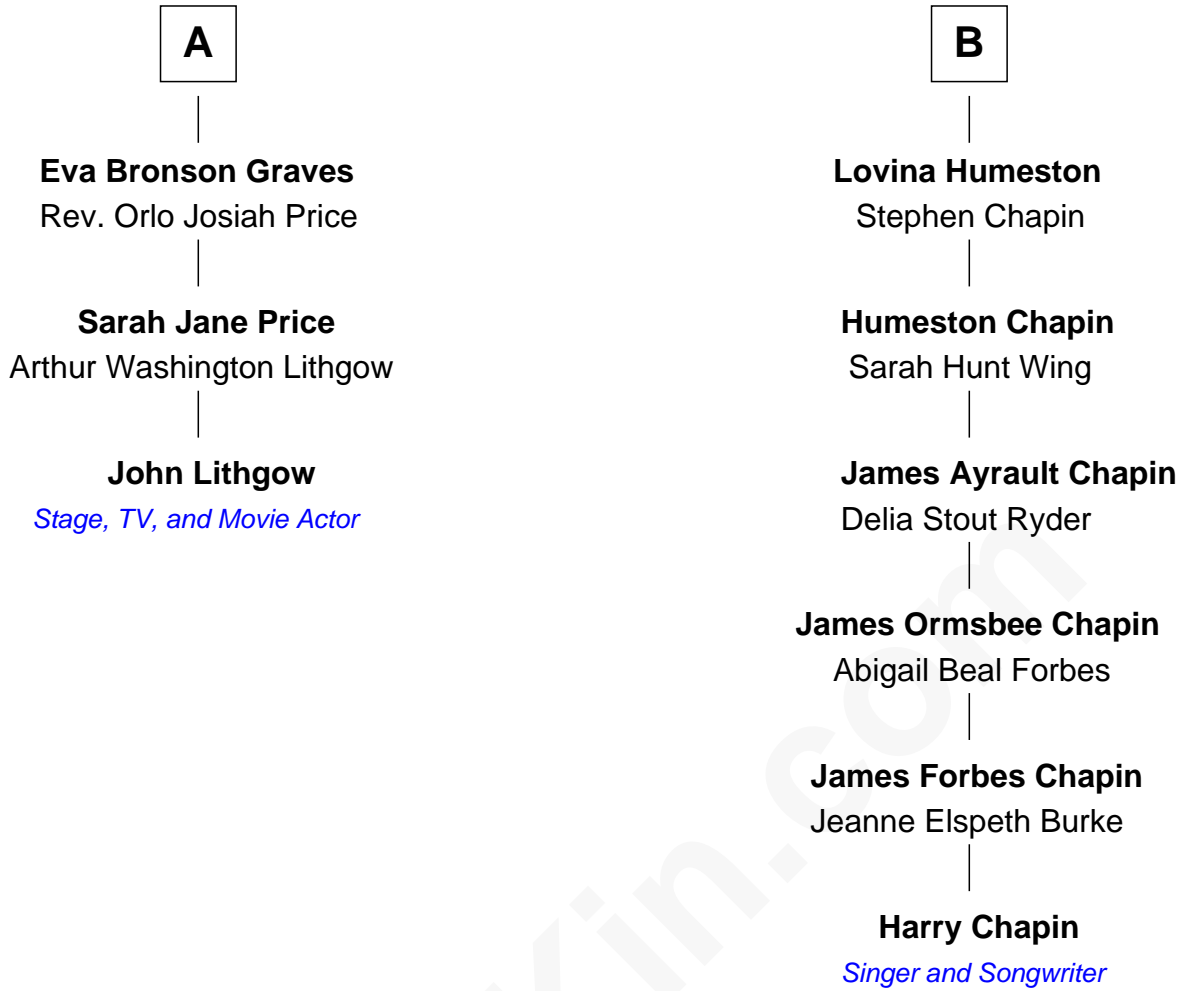 A
Eva Bronson Graves
Rev. Orlo Josiah Price
Sarah Jane Price
Arthur Washington Lithgow
John Lithgow
Stage, TV, and Movie Actor
B
Lovina Humeston
Stephen Chapin
Humeston Chapin
Sarah Hunt Wing
James Ayrault Chapin
Delia Stout Ryder
James Ormsbee Chapin
Abigail Beal Forbes
James Forbes Chapin
Jeanne Elspeth Burke
Harry Chapin
Singer and Songwriter
Kin.com